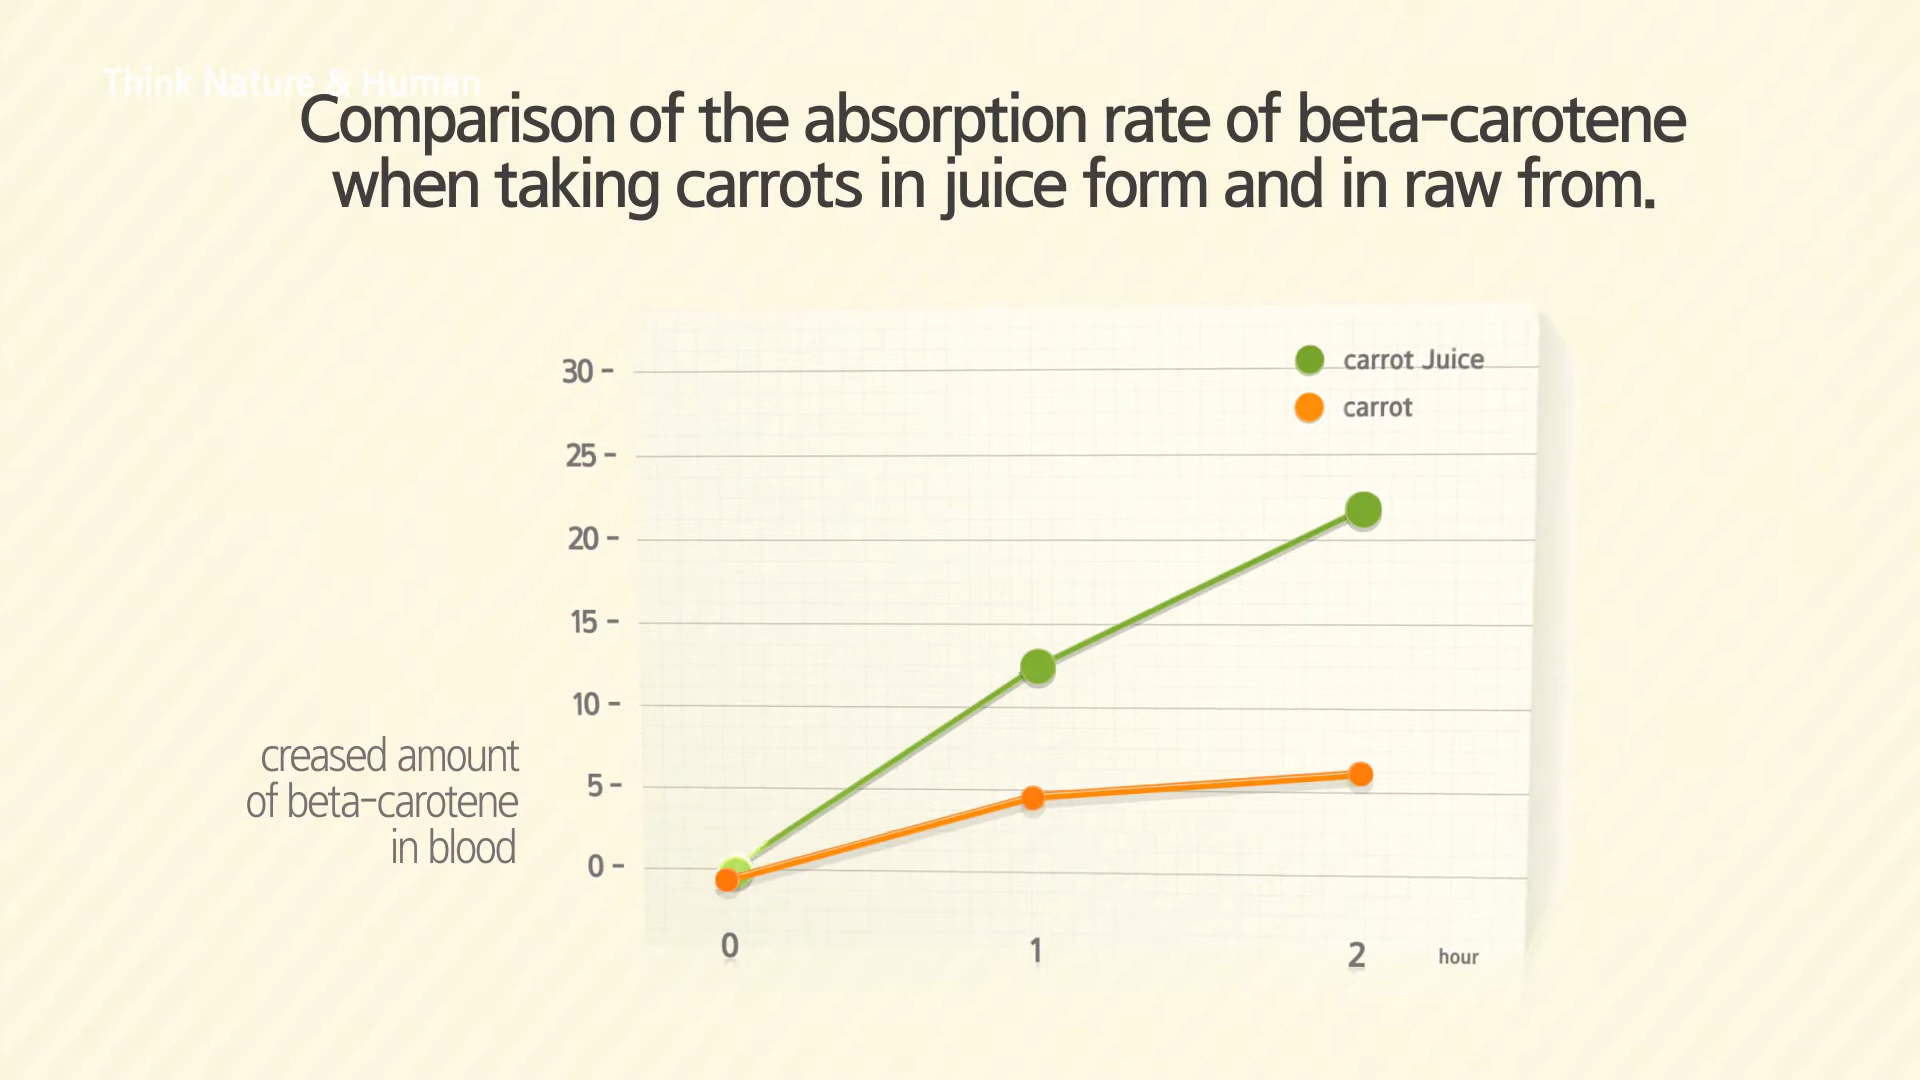 Think Nature & Human
Comparison of the absorption rate of beta-carotene
when taking carrots in juice form and in raw from.
30 -
carrot Juice
carrot
25 -
20 -
15 -
10 -
5 -
0 -
creased amount
of beta-carotene
in blood
0 1 2 hour